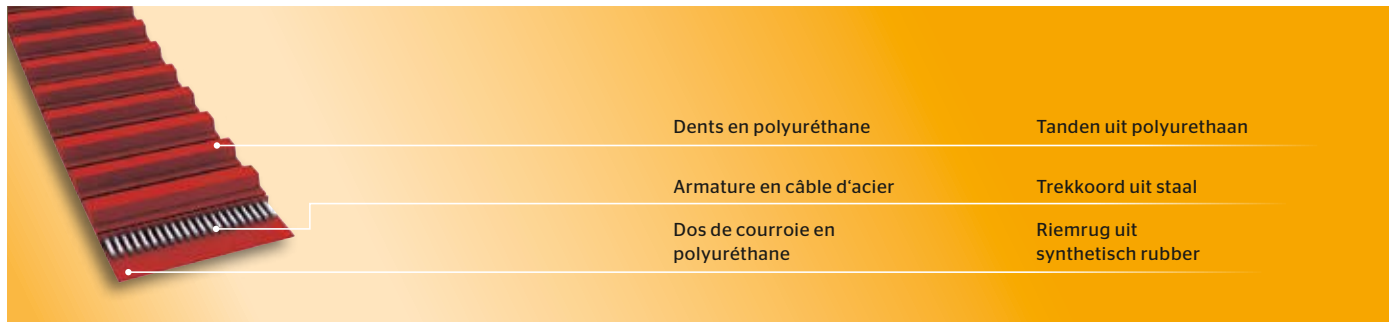 Dents en polyuréthane
Tanden uit polyurethaan
Armature en câble d‘acier
Trekkoord uit staal
Dos de courroie en
polyuréthane
Riemrug uit
synthetisch rubber